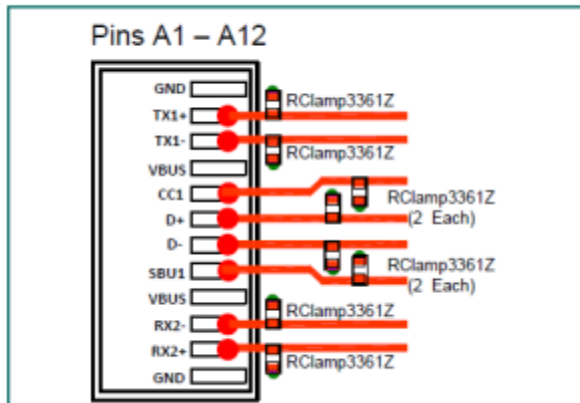 Pins A1 – A12
GND
RClamp3361Z
TX1+
TX1-
RClamp3361Z
VBUS
CC1
RClamp3361Z
(2 Each)
D+
D-
RClamp3361Z
(2 Each)
SBU1
VBUS
RClamp3361Z
RX2-
RX2+
RClamp3361Z
GND